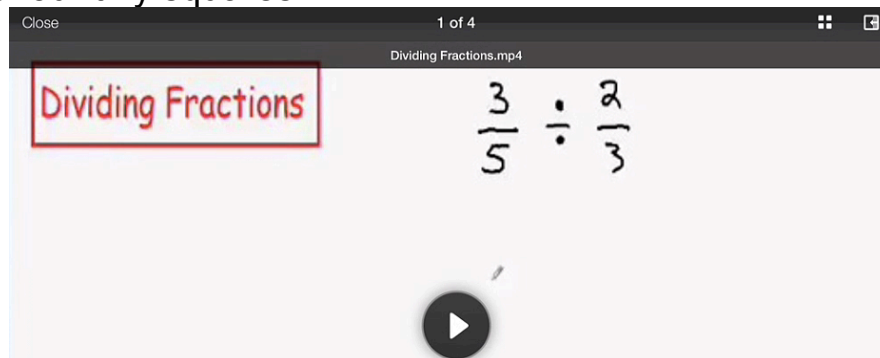 Close 1 of 4
Dividing Fractions.mp4
Dividing Fractions
3/5 ÷ 2/3